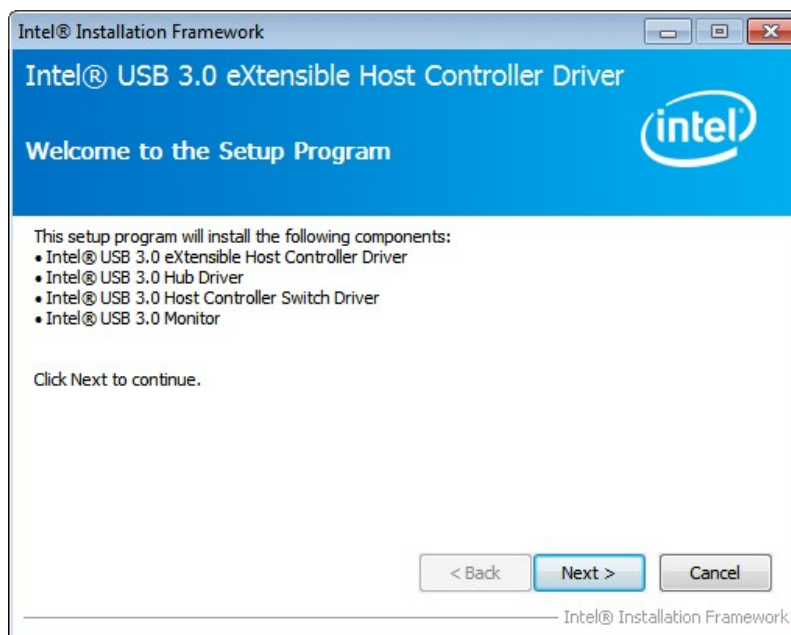 Intel® Installation Framework
Intel® USB 3.0 eXtensible Host Controller Driver
intel®
Welcome to the Setup Program
This setup program will install the following components:
• Intel® USB 3.0 eXtensible Host Controller Driver
• Intel® USB 3.0 Hub Driver
• Intel® USB 3.0 Host Controller Switch Driver
• Intel® USB 3.0 Monitor
Click Next to continue.
< Back Next > Cancel
Intel® Installation Framework